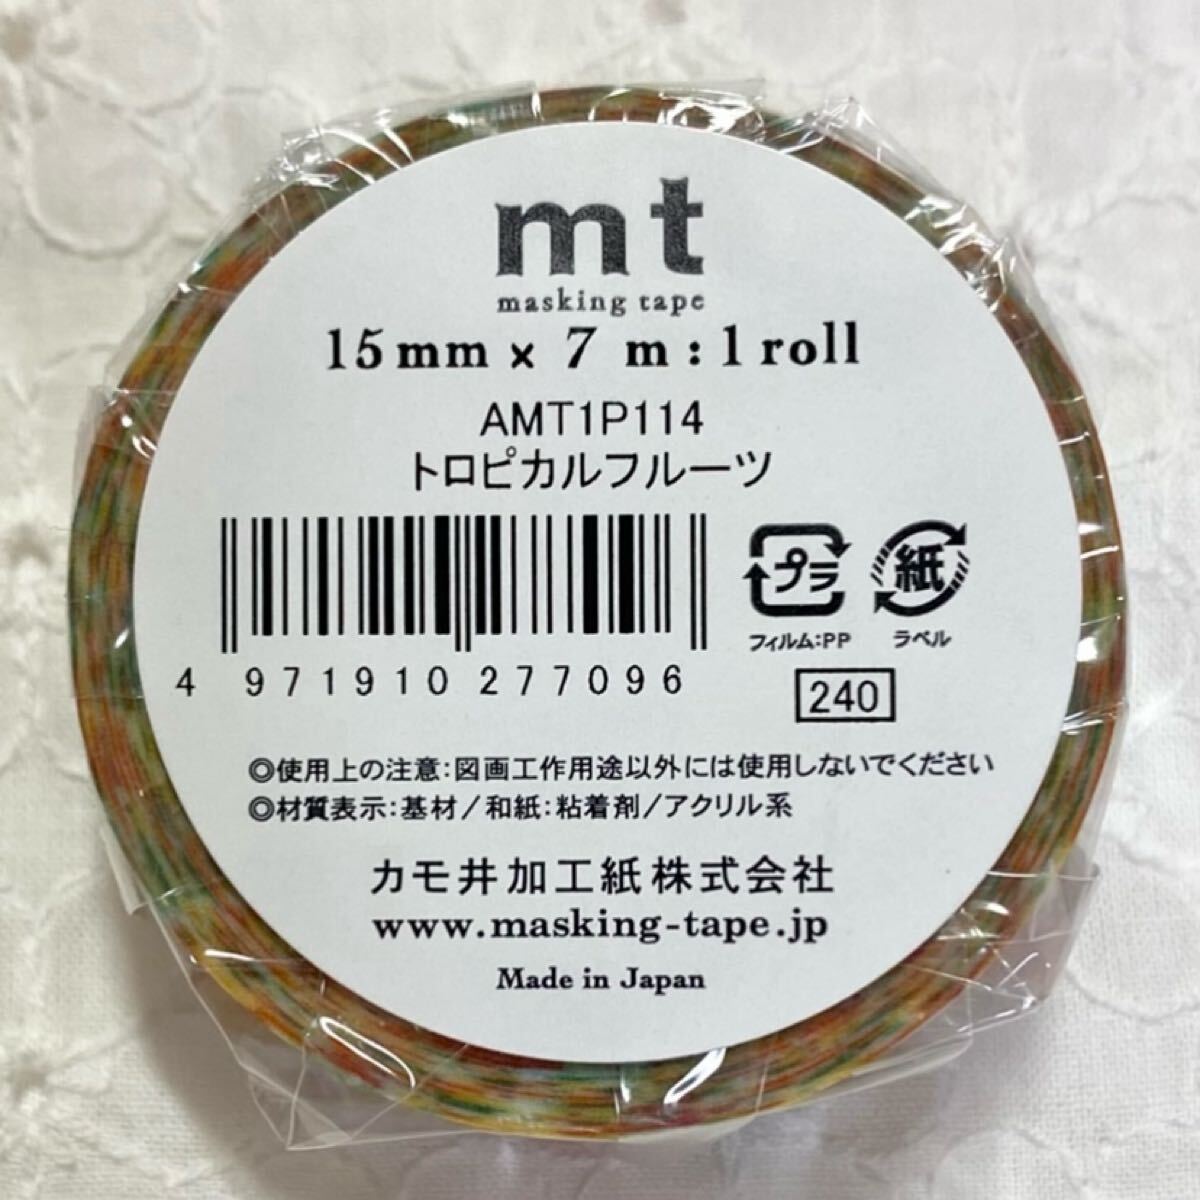 mt
masking tape
15mm × 7 m : 1 roll
AMT1P114
トロピカルフルーツ
プラ
紙
フィルム:PP
ラベル
4 971910 277096
240
◎使用上の注意:図画工作用途以外には使用しないでください
◎材質表示:基材/和紙:粘着剤/アクリル系
カモ井加工紙株式会社
www.masking-tape.jp
Made in Japan